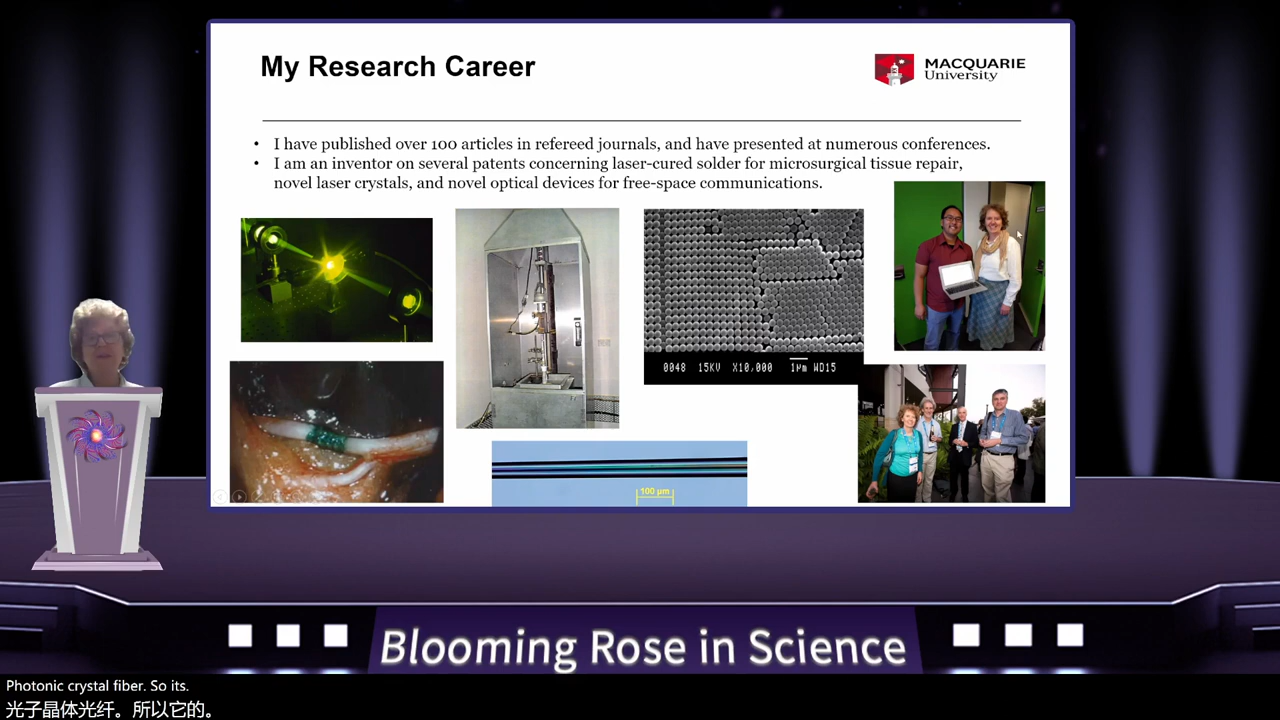 My Research Career
MACQUARIE
University
• I have published over 100 articles in refereed journals, and have presented at numerous conferences.
• I am an inventor on several patents concerning laser-cured solder for microsurgical tissue repair,
novel laser crystals, and novel optical devices for free-space communications.
0048 15KV X10,000 1µm WD15
100 µm
Blooming Rose in Science
Photonic crystal fiber. So its.
光子晶体光纤。所以它的。